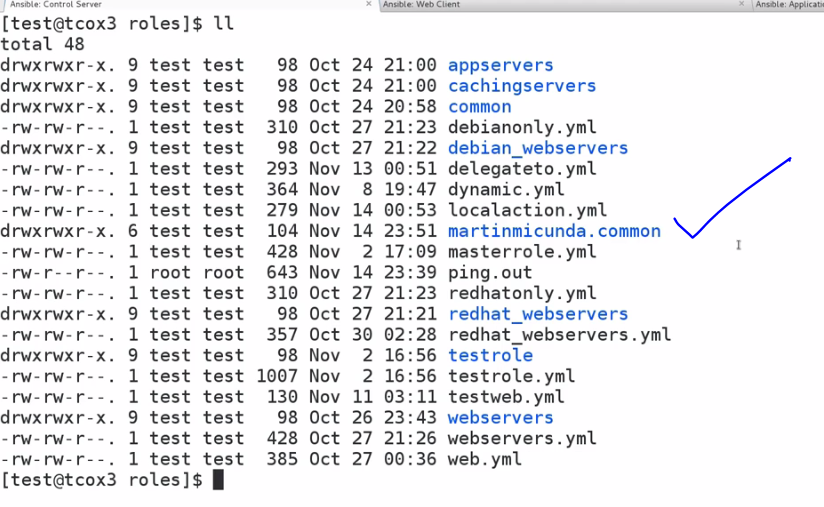 Ansible: Control Server × Ansible: Web Client × Ansible: Applicatio
[test@tcox3 roles]$ ll
total 48
drwxrwxr-x. 9 test test   98 Oct 24 21:00 appservers
drwxrwxr-x. 9 test test   98 Oct 24 21:00 cachingservers
drwxrwxr-x. 9 test test   98 Oct 24 20:58 common
-rw-rw-r--. 1 test test  310 Oct 27 21:23 debianonly.yml
drwxrwxr-x. 9 test test   98 Oct 27 21:22 debian_webservers
-rw-rw-r--. 1 test test  293 Nov 13 00:51 delegateto.yml
-rw-rw-r--. 1 test test  364 Nov  8 19:47 dynamic.yml
-rw-rw-r--. 1 test test  279 Nov 14 00:53 localaction.yml
drwxrwxr-x. 6 test test  104 Nov 14 23:51 martinmicunda.common
-rw-rw-r--. 1 test test  428 Nov  2 17:09 masterrole.yml
-rw-r--r--. 1 root root  643 Nov 14 23:39 ping.out
-rw-rw-r--. 1 test test  310 Oct 27 21:23 redhatonly.yml
drwxrwxr-x. 9 test test   98 Oct 27 21:21 redhat_webservers
-rw-rw-r--. 1 test test  357 Oct 30 02:28 redhat_webservers.yml
drwxrwxr-x. 9 test test   98 Nov  2 16:56 testrole
-rw-rw-r--. 1 test test 1007 Nov  2 16:56 testrole.yml
-rw-rw-r--. 1 test test  130 Nov 11 03:11 testweb.yml
drwxrwxr-x. 9 test test   98 Oct 26 23:43 webservers
-rw-rw-r--. 1 test test  428 Oct 27 21:26 webservers.yml
-rw-rw-r--. 1 test test  385 Oct 27 00:36 web.yml
[test@tcox3 roles]$